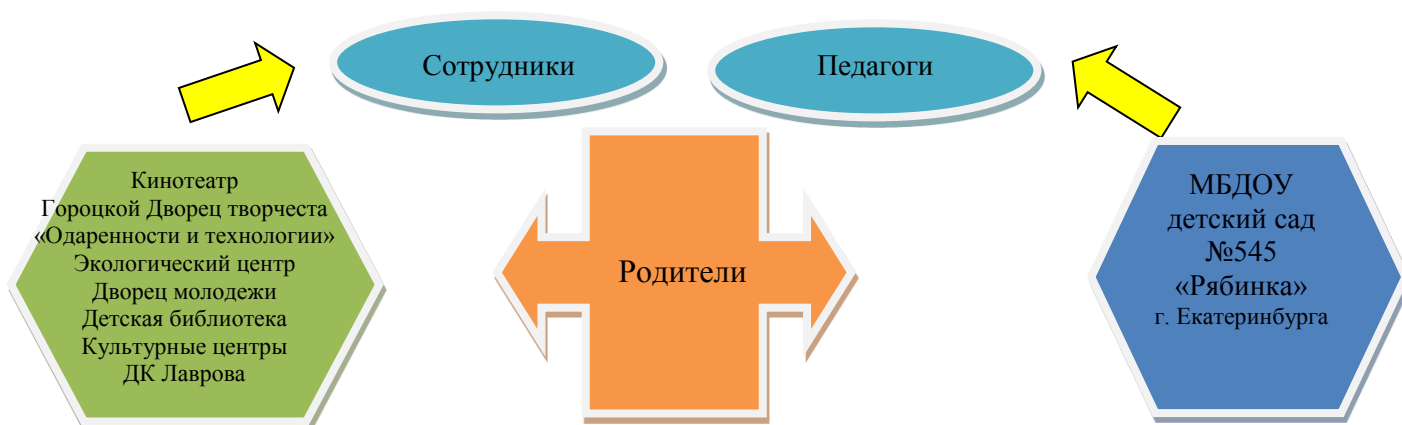 Сотрудники
Педагоги
Кинотеатр
Гороцкой Дворец творчеста
«Одаренности и технологии»
Экологический центр
Дворец молодежи
Детская библиотека
Культурные центры
ДК Лаврова
Родители
МБДОУ
детский сад
№545
«Рябинка»
г. Екатеринбурга